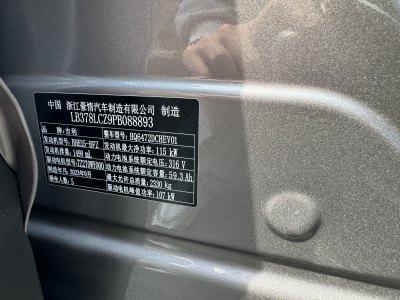 中国 浙江豪情汽车制造有限公司 制造
LB378LCZ9PB088893
品牌:吉利 整车型号:HQ6472DCHEV01
发动机型号:BHE15-BFZ 发动机最大净功率:115 kW
发动机排量:1499 mL 动力电池系统额定电压:316 V
驱动电机型号:TZ220XY000 动力电池系统额定容量:59.3 Ah
制造年月:2023年9月 最大允许总质量:2330 kg
乘坐人数:5 驱动电机峰值功率:107 kW